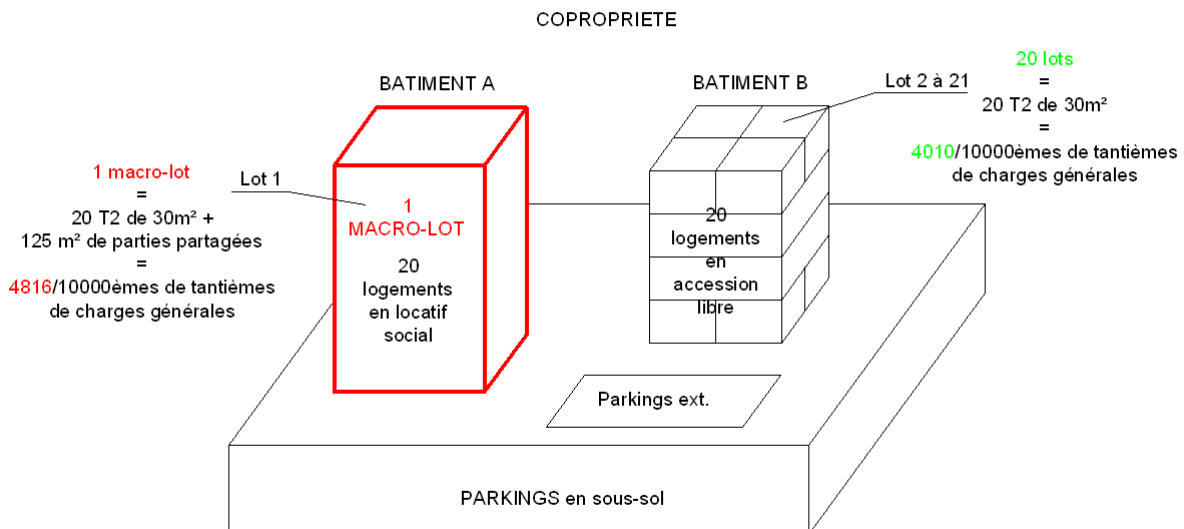 COPROPRIETE
BATIMENT A
BATIMENT B
Lot 2 à 21
20 lots
=
20 T2 de 30m²
=
4010/10000èmes de tantièmes
de charges générales
1 macro-lot
=
20 T2 de 30m² +
125 m² de parties partagées
=
4816/10000èmes de tantièmes
de charges générales
Lot 1
1
MACRO-LOT
20
logements
en locatif
social
20
logements
en
accession
libre
Parkings ext.
PARKINGS en sous-sol